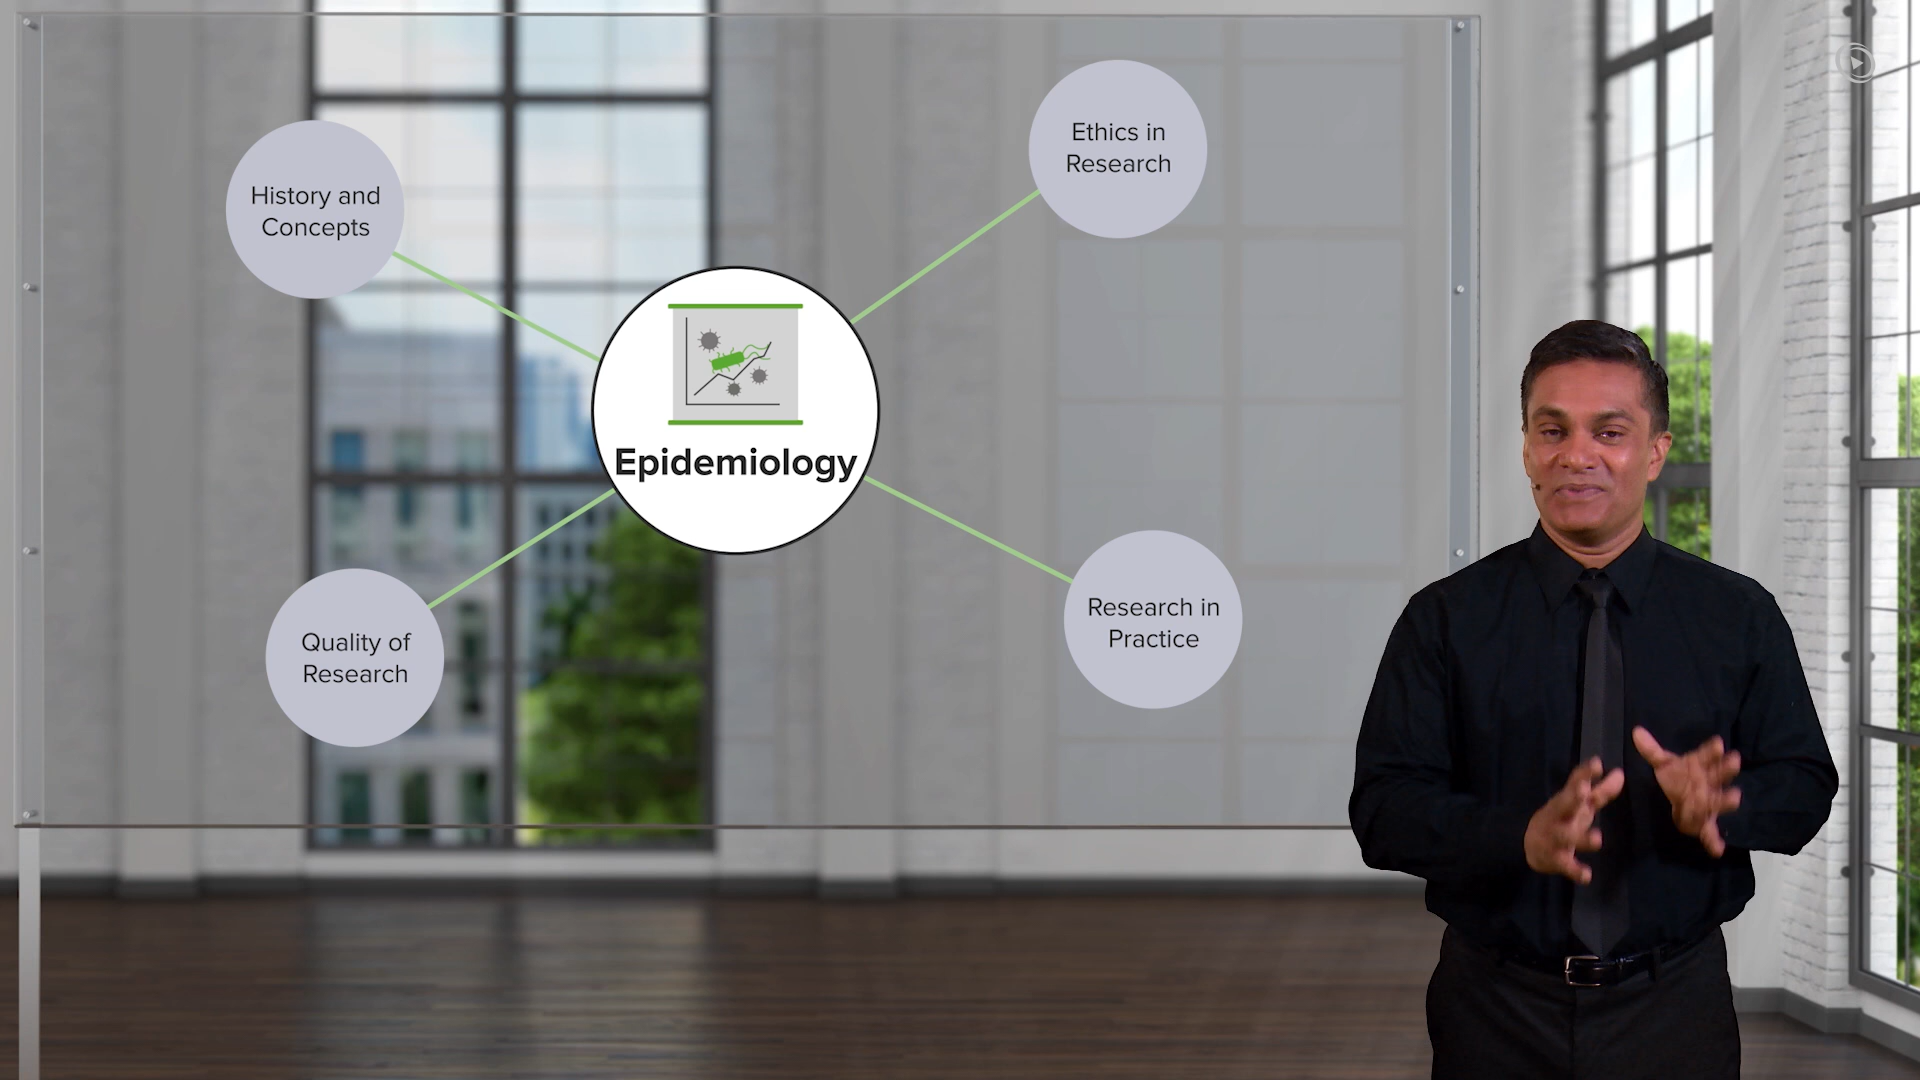 History and
Concepts
Ethics in
Research
Epidemiology
Quality of
Research
Research in
Practice